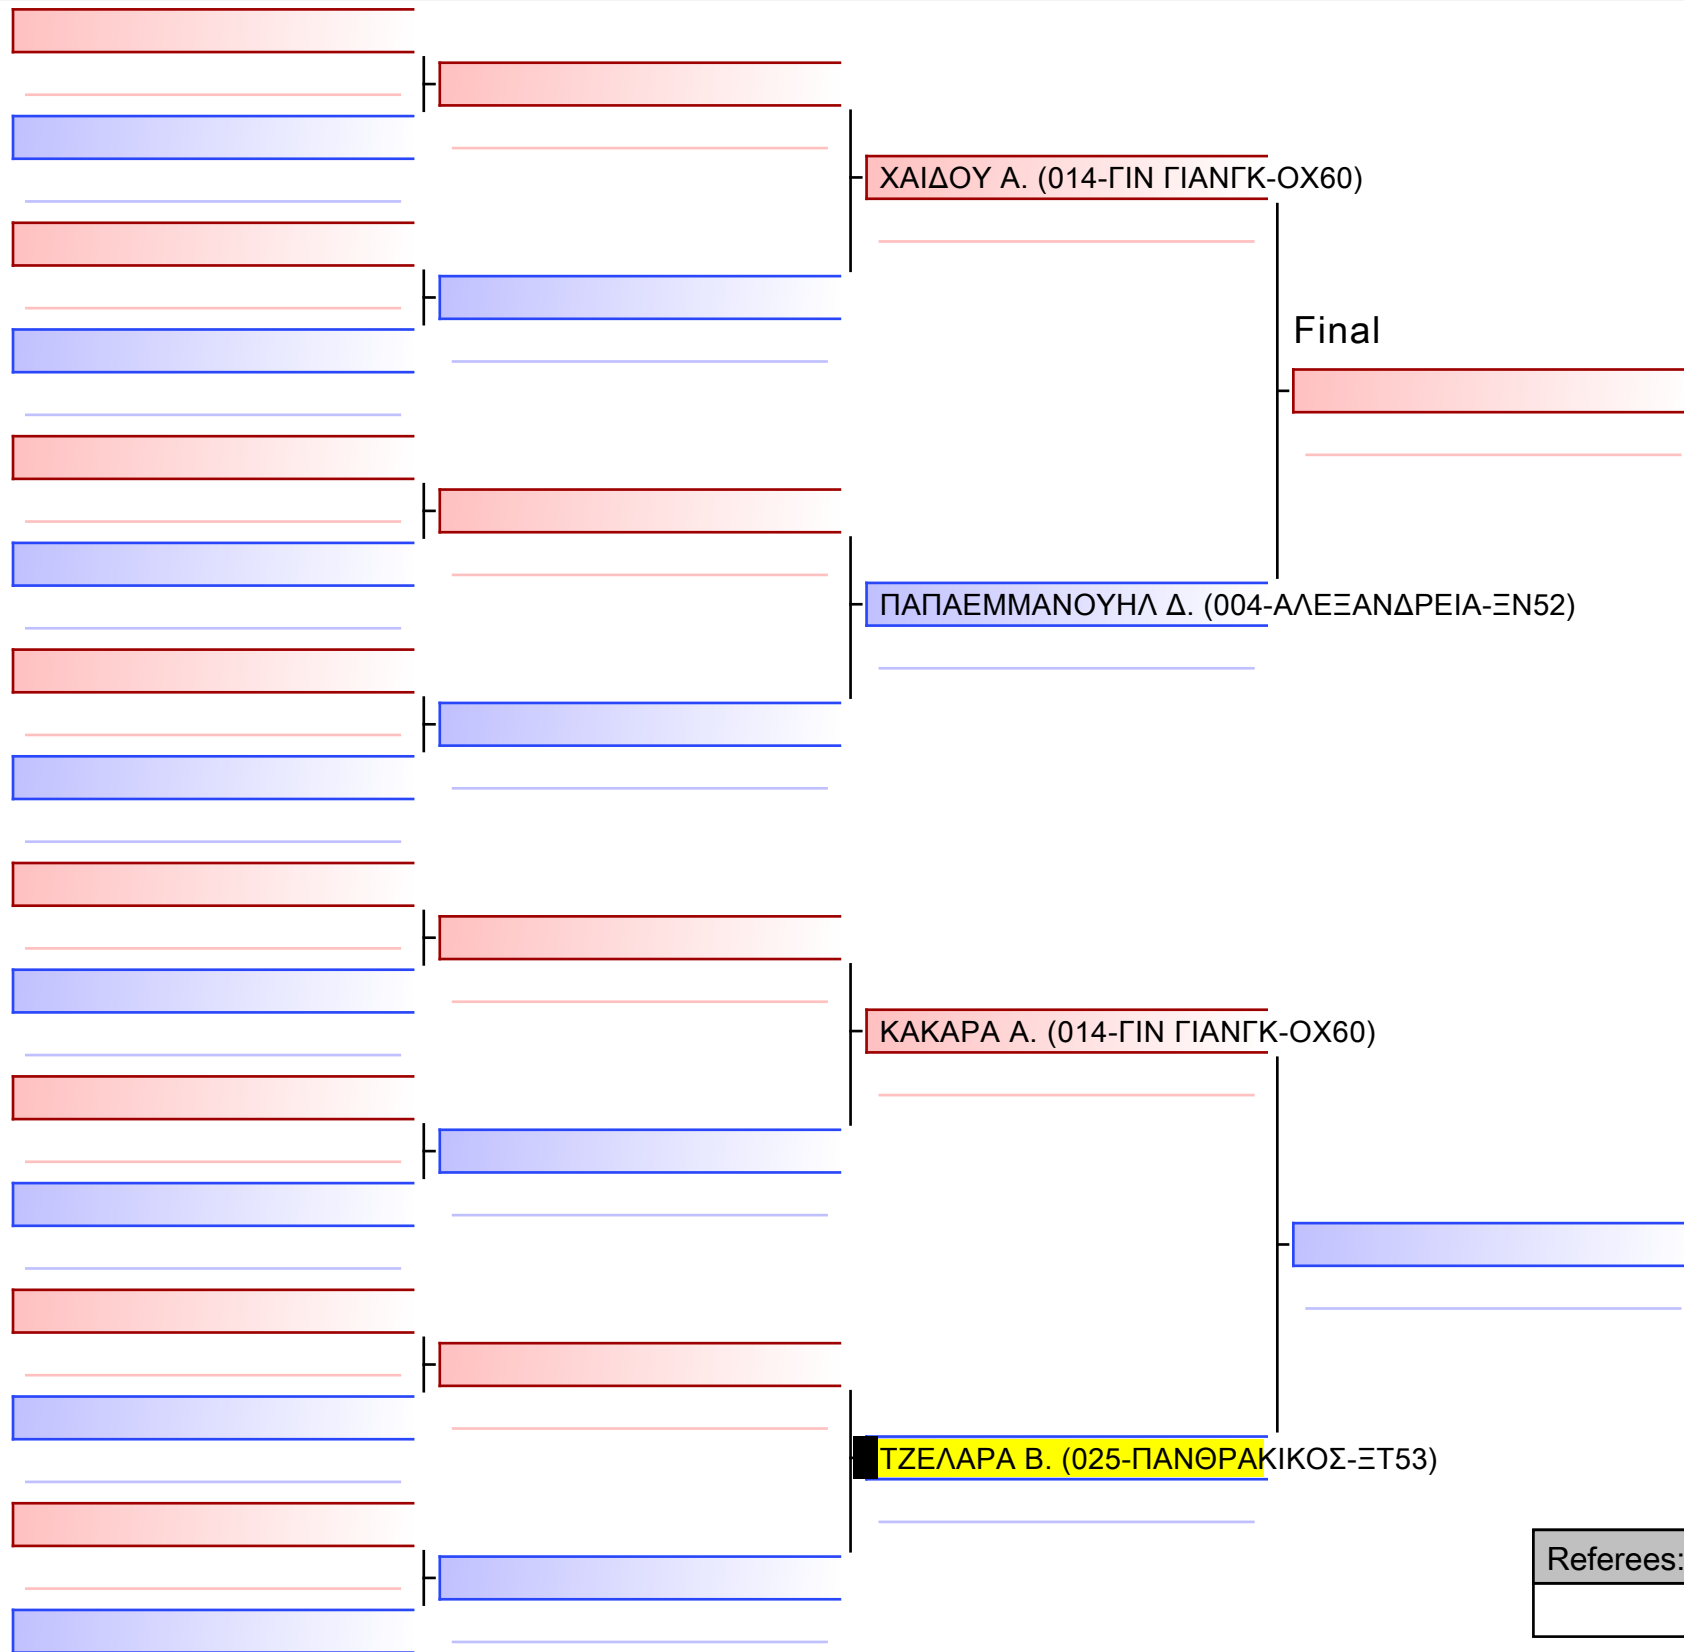 ΧΑΙΔΟΥ Α. (014-ΓΙΝ ΓΙΑΝΓΚ-ΟΧ60)
Final
ΠΑΠΑΕΜΜΑΝΟΥΗΛ Δ. (004-ΑΛΕΞΑΝΔΡΕΙΑ-ΞΝ52)
ΚΑΚΑΡΑ Α. (014-ΓΙΝ ΓΙΑΝΓΚ-ΟΧ60)
ΤΖΕΛΑΡΑ Β. (025-ΠΑΝΘΡΑΚΙΚΟΣ-ΞΤ53)
Referees: